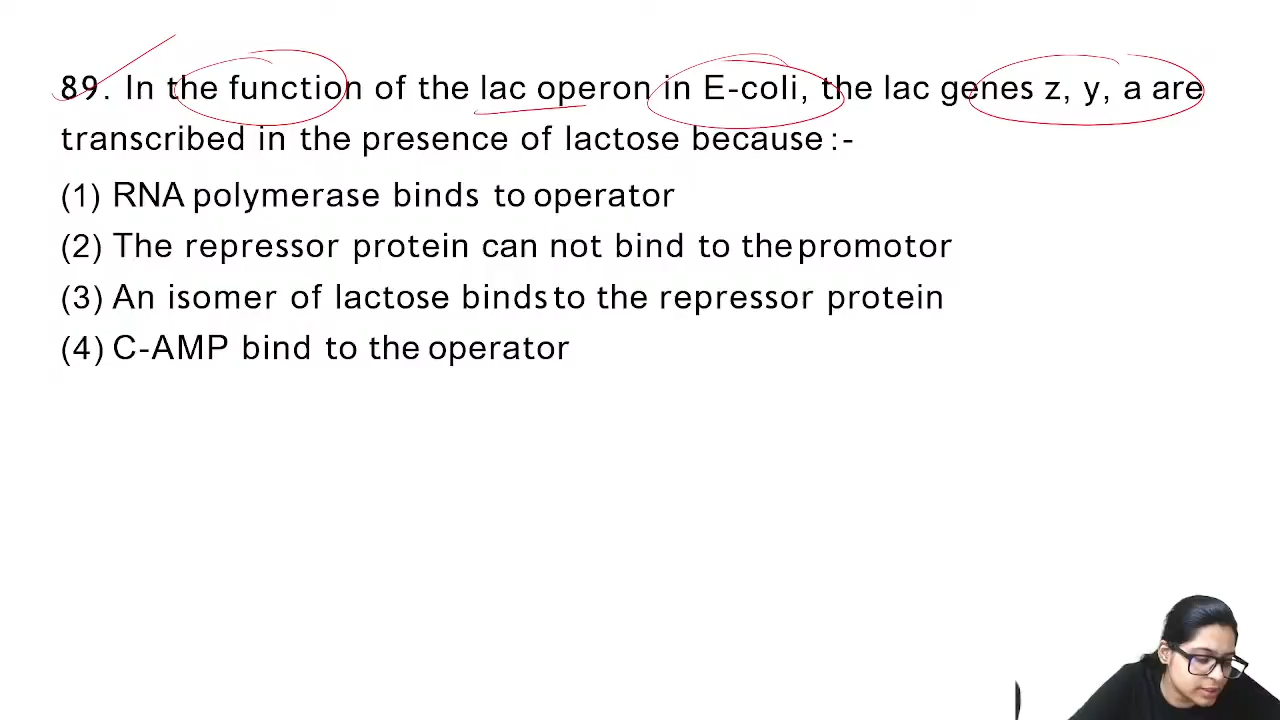 89. In the function of the lac operon in E-coli, the lac genes z, y, a are
transcribed in the presence of lactose because :-
(1) RNA polymerase binds to operator
(2) The repressor protein can not bind to the promotor
(3) An isomer of lactose binds to the repressor protein
(4) C-AMP bind to the operator